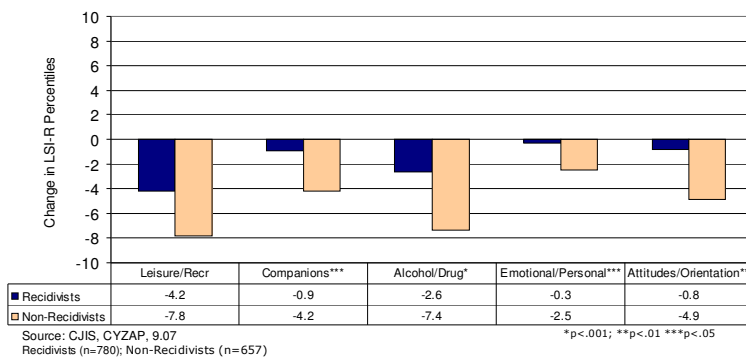 10
8
6
4
2
0
-2
-4
-6
-8
-10
Change in LSI-R Percentiles
Leisure/Recr Companions*** Alcohol/Drug* Emotional/Personal*** Attitudes/Orientation**
Recidivists -4.2 -0.9 -2.6 -0.3 -0.8
Non-Recidivists -7.8 -4.2 -7.4 -2.5 -4.9
Source: CJIS, CYZAP, 9.07 *p<.001; **p<.01 ***p<.05
Recidivists (n=780); Non-Recidivists (n=657)